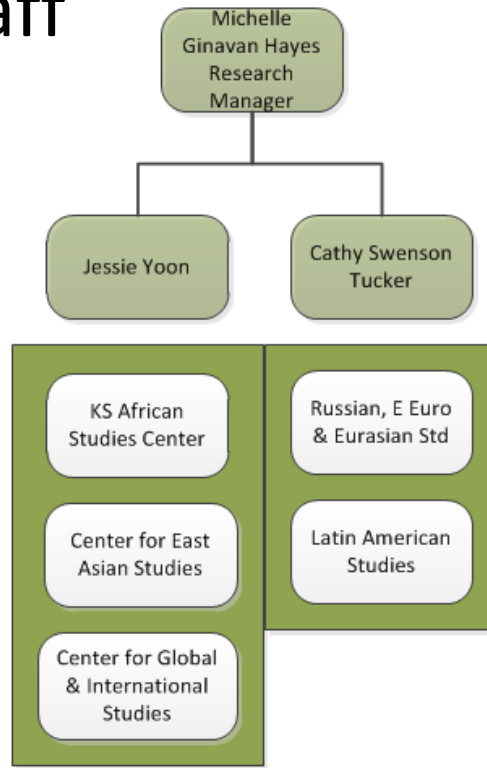 Michelle
Ginavan Hayes
Research
Manager
Jessie Yoon
Cathy Swenson
Tucker
KS African
Studies Center
Center for East
Asian Studies
Center for Global
& International
Studies
Russian, E Euro
& Eurasian Std
Latin American
Studies